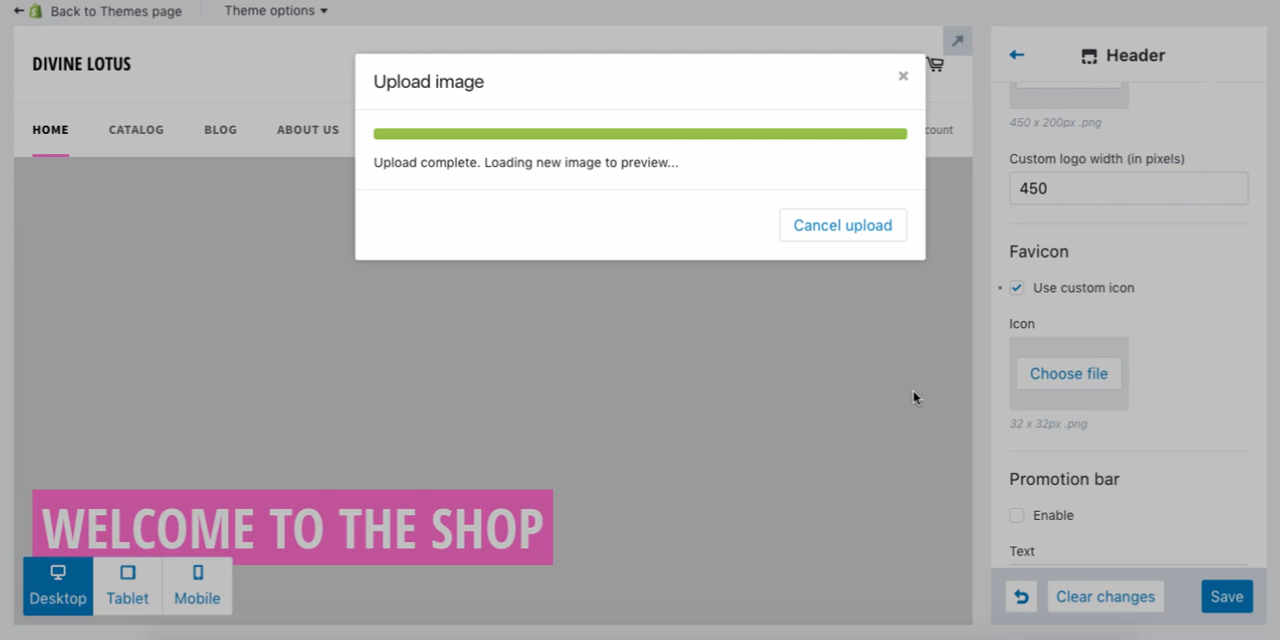 Back to Themes page
Theme options
DIVINE LOTUS
HOME CATALOG BLOG ABOUT US
count
Upload image
Upload complete. Loading new image to preview...
Cancel upload
WELCOME TO THE SHOP
Desktop Tablet Mobile
Header
450 x 200px .png
Custom logo width (in pixels)
450
Favicon
Use custom icon
Icon
Choose file
32 x 32px .png
Promotion bar
Enable
Text
Clear changes
Save